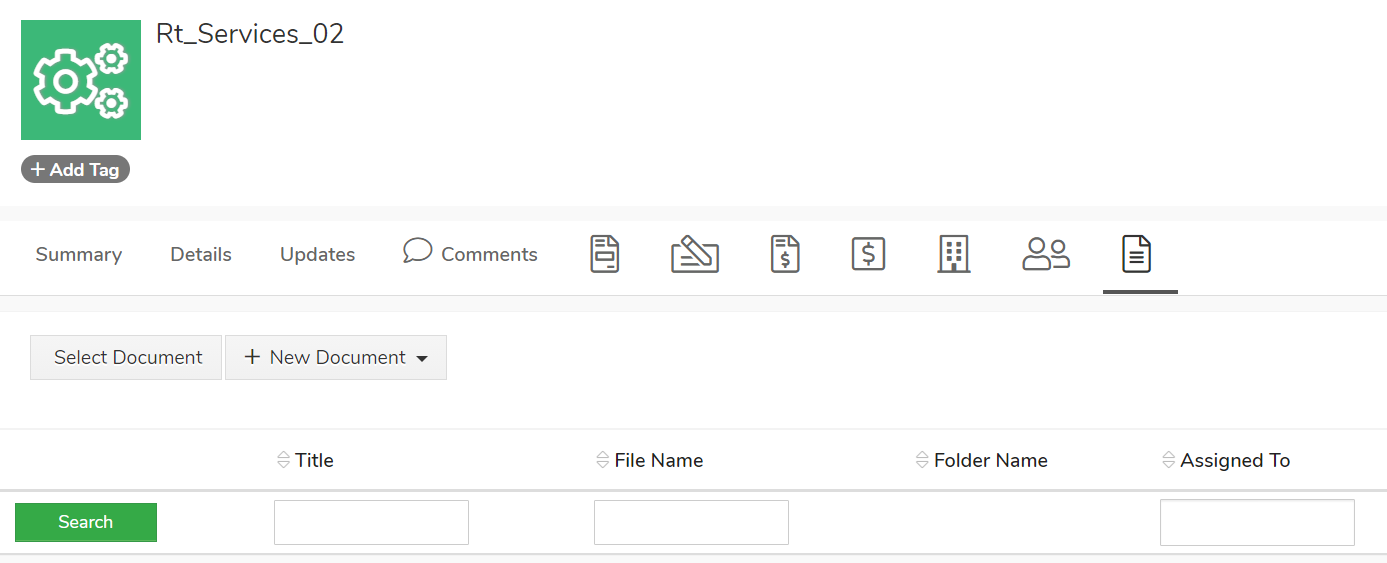 Rt_Services_02
+ Add Tag
Summary Details Updates Comments
Select Document + New Document
Title File Name Folder Name Assigned To
Search